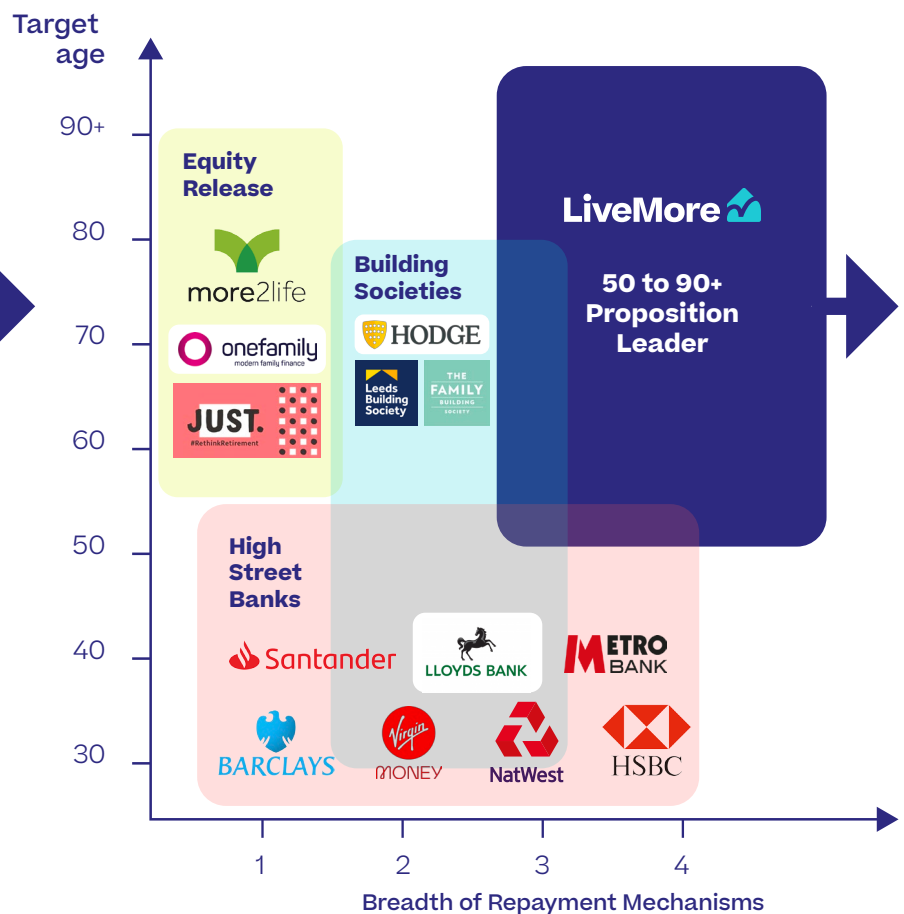 Target
age
90+
80
70
60
50
40
30
Equity
Release
more2life
onefamily
modern family finance
JUST.
#RethinkRetirement
Building
Societies
HODGE
Leeds
Building
Society
THE
FAMILY
BUILDING
SOCIETY
LiveMore
50 to 90+
Proposition
Leader
High
Street
Banks
Santander
LLOYDS BANK
METRO
BANK
BARCLAYS
Virgin
MONEY
NatWest
HSBC
1
2
3
4
Breadth of Repayment Mechanisms